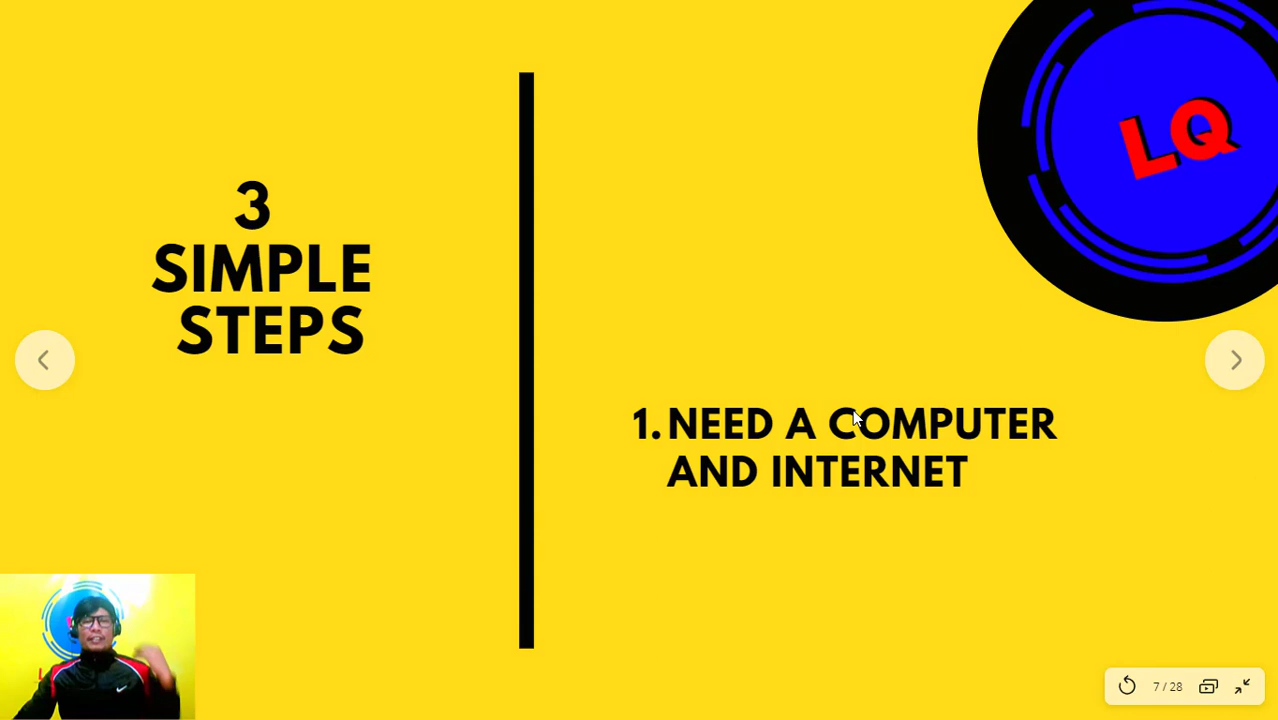 LQ
3
SIMPLE
STEPS
1. NEED A COMPUTER
AND INTERNET
7 / 28